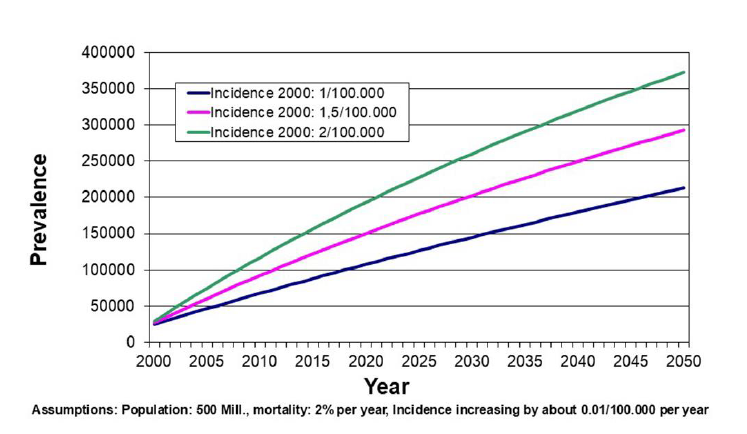 400000
350000
300000
250000
200000
150000
100000
50000
0
Prevalence
Incidence 2000: 1/100.000
Incidence 2000: 1,5/100.000
Incidence 2000: 2/100.000
2000 2005 2010 2015 2020 2025 2030 2035 2040 2045 2050
Year
Assumptions: Population: 500 Mill., mortality: 2% per year, Incidence increasing by about 0.01/100.000 per year